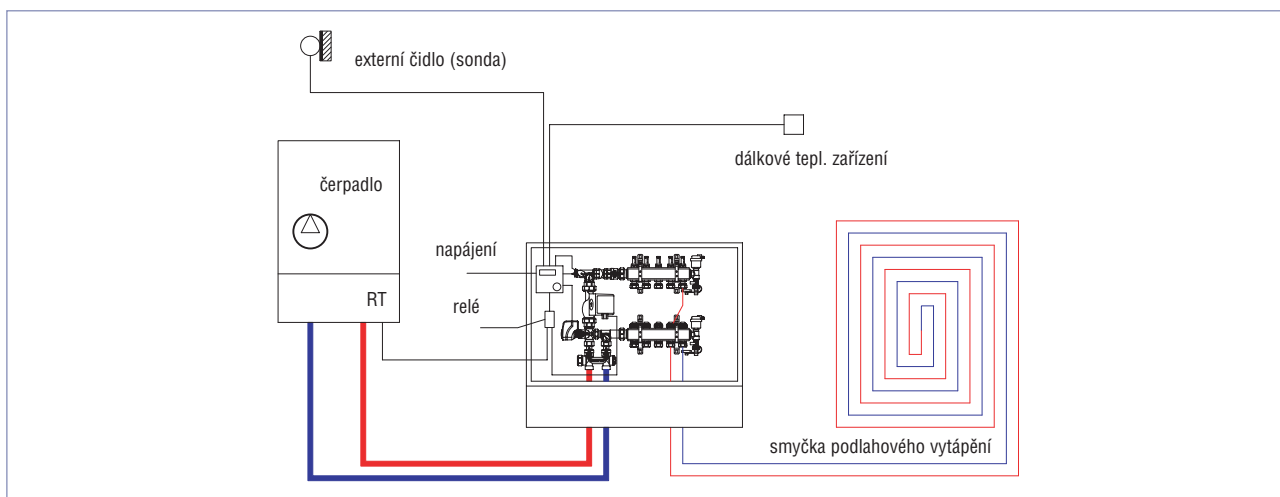 externí čidlo (sonda)
dálkové tepl. zařízení
čerpadlo
napájení
RT
relé
smyčka podlahového vytápění